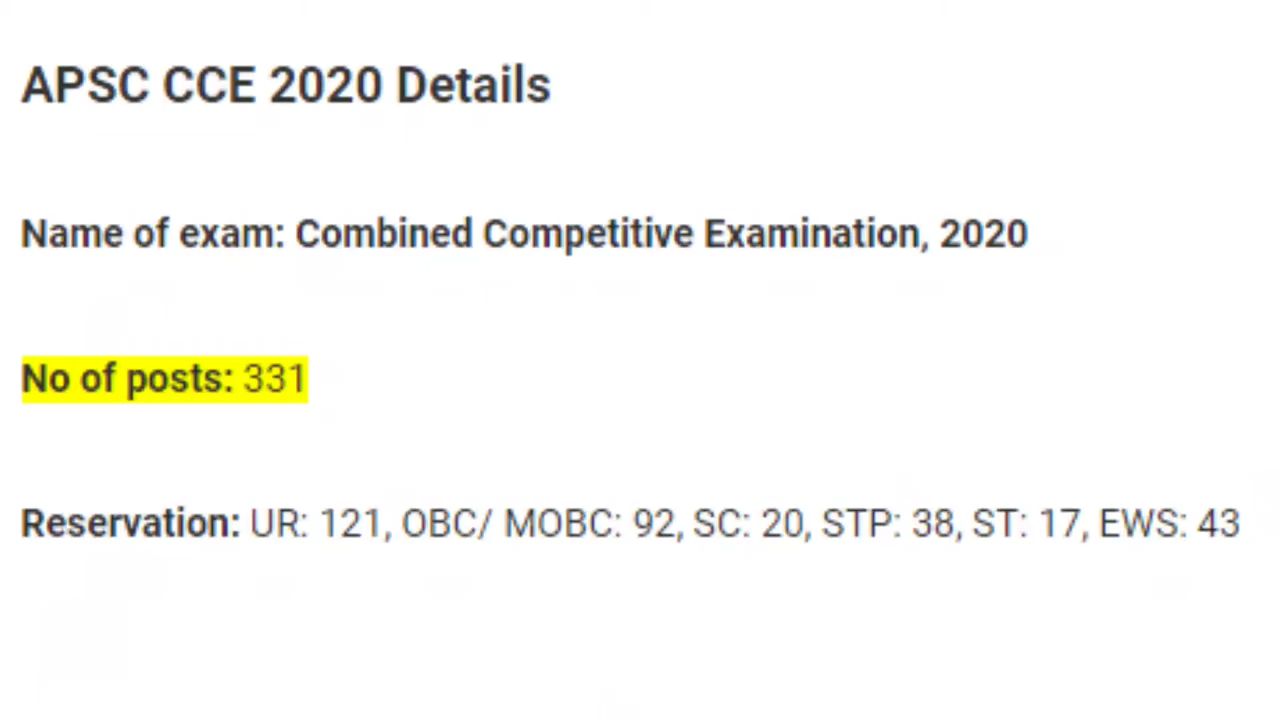 APSC CCE 2020 Details
Name of exam: Combined Competitive Examination, 2020
No of posts: 331
Reservation: UR: 121, OBC/ MOBC: 92, SC: 20, STP: 38, ST: 17, EWS: 43